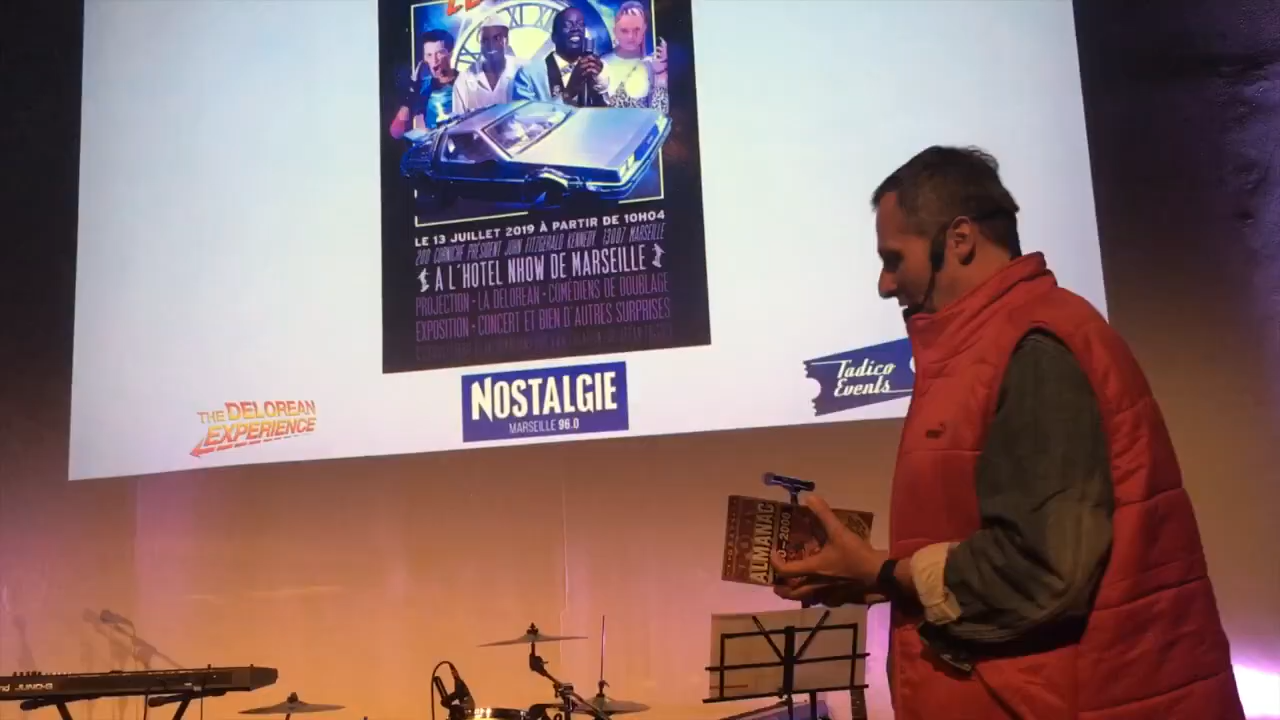 LE 13 JUILLET 2019 À PARTIR DE 10H04
200 CORNICHE PRÉSIDENT JOHN FITZGERALD KENNEDY 13007 MARSEILLE
A L'HOTEL NHOW DE MARSEILLE
PROJECTION - LA DELOREAN - COMÉDIENS DE DOUBLAGE
EXPOSITION - CONCERT ET BIEN D'AUTRES SURPRISES
THE DELOREAN
EXPERIENCE
NOSTALGIE
MARSEILLE 96.0
Tadico
Events
ALMANAC
2000
JUNO-G